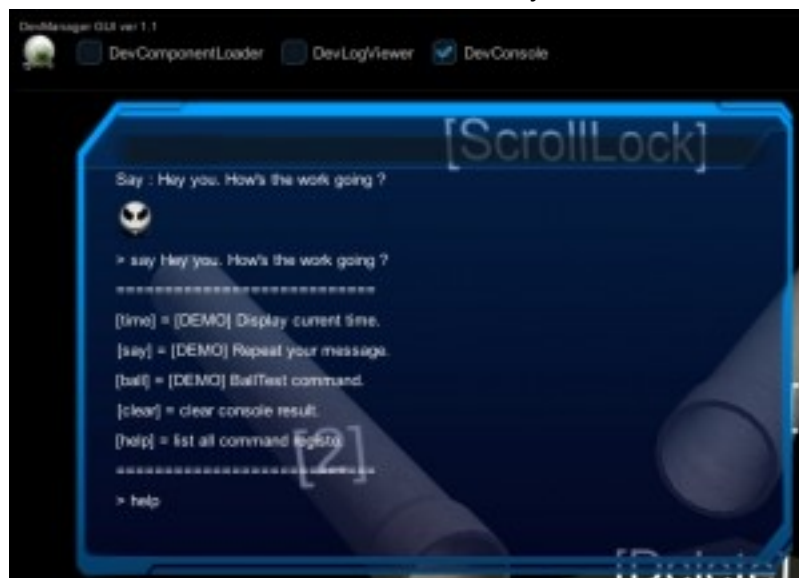 DevManager GUI ver 1.1
DevComponentLoader DevLogViewer DevConsole
[ScrollLock]
Say : Hey you. How's the work going ?
> say Hey you. How's the work going ?
===========================
[time] = [DEMO] Display current time.
[say] = [DEMO] Repeat your message.
[ball] = [DEMO] BallTest command.
[clear] = clear console result.
[help] = list all command
[2]
===========================
> help
[Delete]